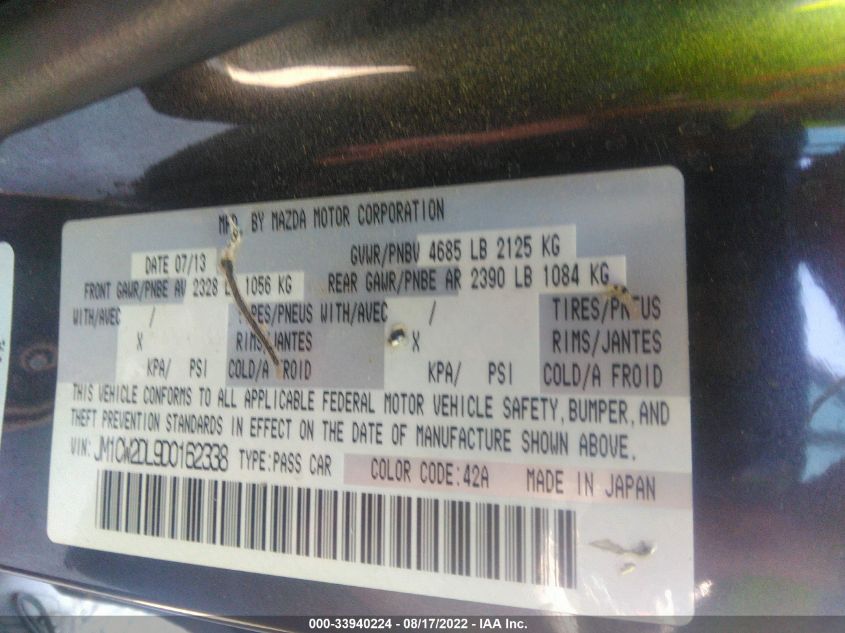 MFD. BY MAZDA MOTOR CORPORATION
DATE 07/13 GVWR/PNBV 4685 LB 2125 KG
FRONT GAWR/PNBE AV 2328 LB 1056 KG REAR GAWR/PNBE AR 2390 LB 1084 KG
WITH/AVEC / TIRES/PNEUS WITH/AVEC / TIRES/PNEUS
X RIMS/JANTES X RIMS/JANTES
KPA/ PSI COLD/A FROID KPA/ PSI COLD/A FROID
THIS VEHICLE CONFORMS TO ALL APPLICABLE FEDERAL MOTOR VEHICLE SAFETY, BUMPER, AND
THEFT PREVENTION STANDARDS IN EFFECT ON THE DATE OF MANUFACTURE SHOWN ABOVE.
VIN: JM1CW2DL9D0152338 TYPE:PASS CAR COLOR CODE:42A MADE IN JAPAN
000-33940224 - 08/17/2022 - IAA Inc.